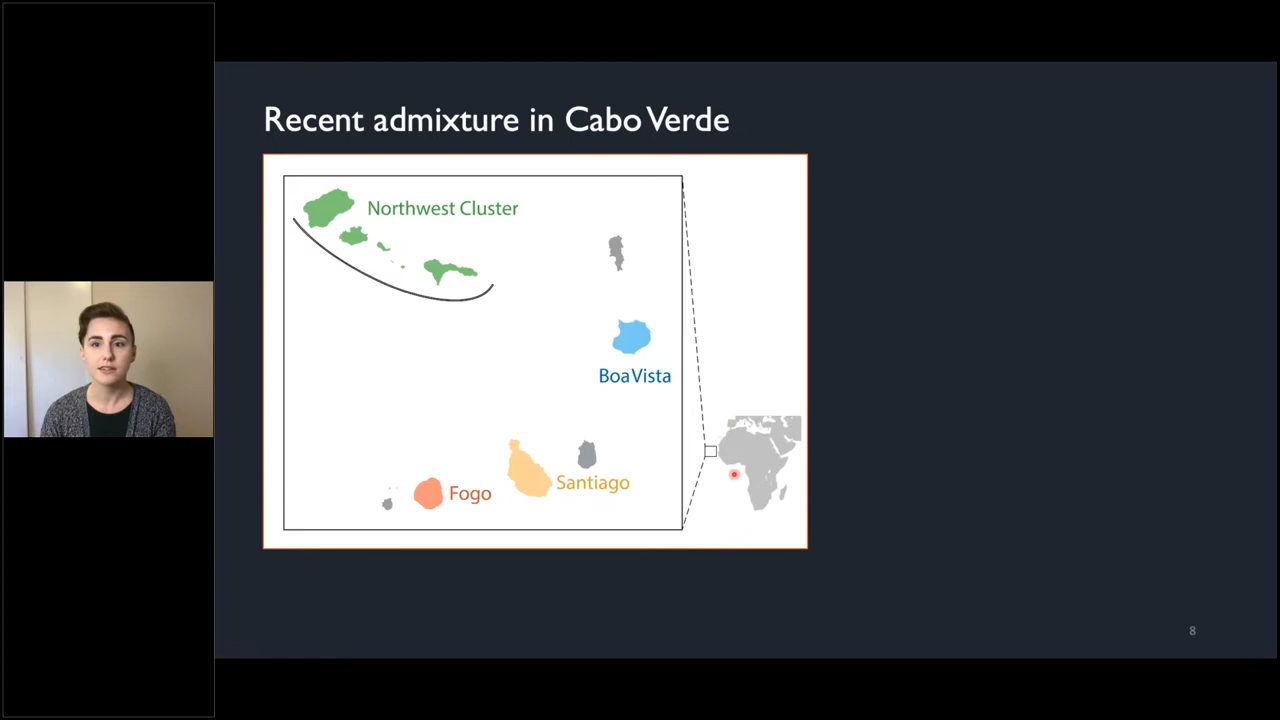 Recent admixture in Cabo Verde
Northwest Cluster
Boa Vista
Santiago
Fogo
8